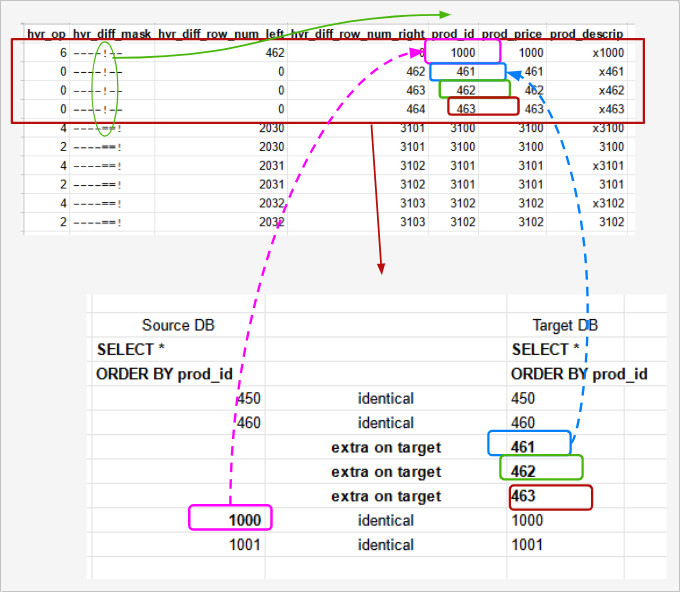 hvr_op hvr_diff_mask hvr_diff_row_num_left hvr_diff_row_num_right prod_id prod_price prod_descrip
6 ----!-- 462 0 1000 1000 x1000
0 ----!-- 0 462 461 461 x461
0 ----!-- 0 463 462 462 x462
0 ----!-- 0 464 463 463 x463
4 ----==! 2030 3101 3100 3100 x3100
2 ----==! 2030 3101 3100 3100 3100
4 ----==! 2031 3102 3101 3101 x3101
2 ----==! 2031 3102 3101 3101 3101
4 ----==! 2032 3103 3102 3102 x3102
2 ----==! 2032 3103 3102 3102 3102
Source DB Target DB
SELECT * SELECT *
ORDER BY prod_id ORDER BY prod_id
450 identical 450
460 identical 460
extra on target 461
extra on target 462
extra on target 463
1000 identical 1000
1001 identical 1001